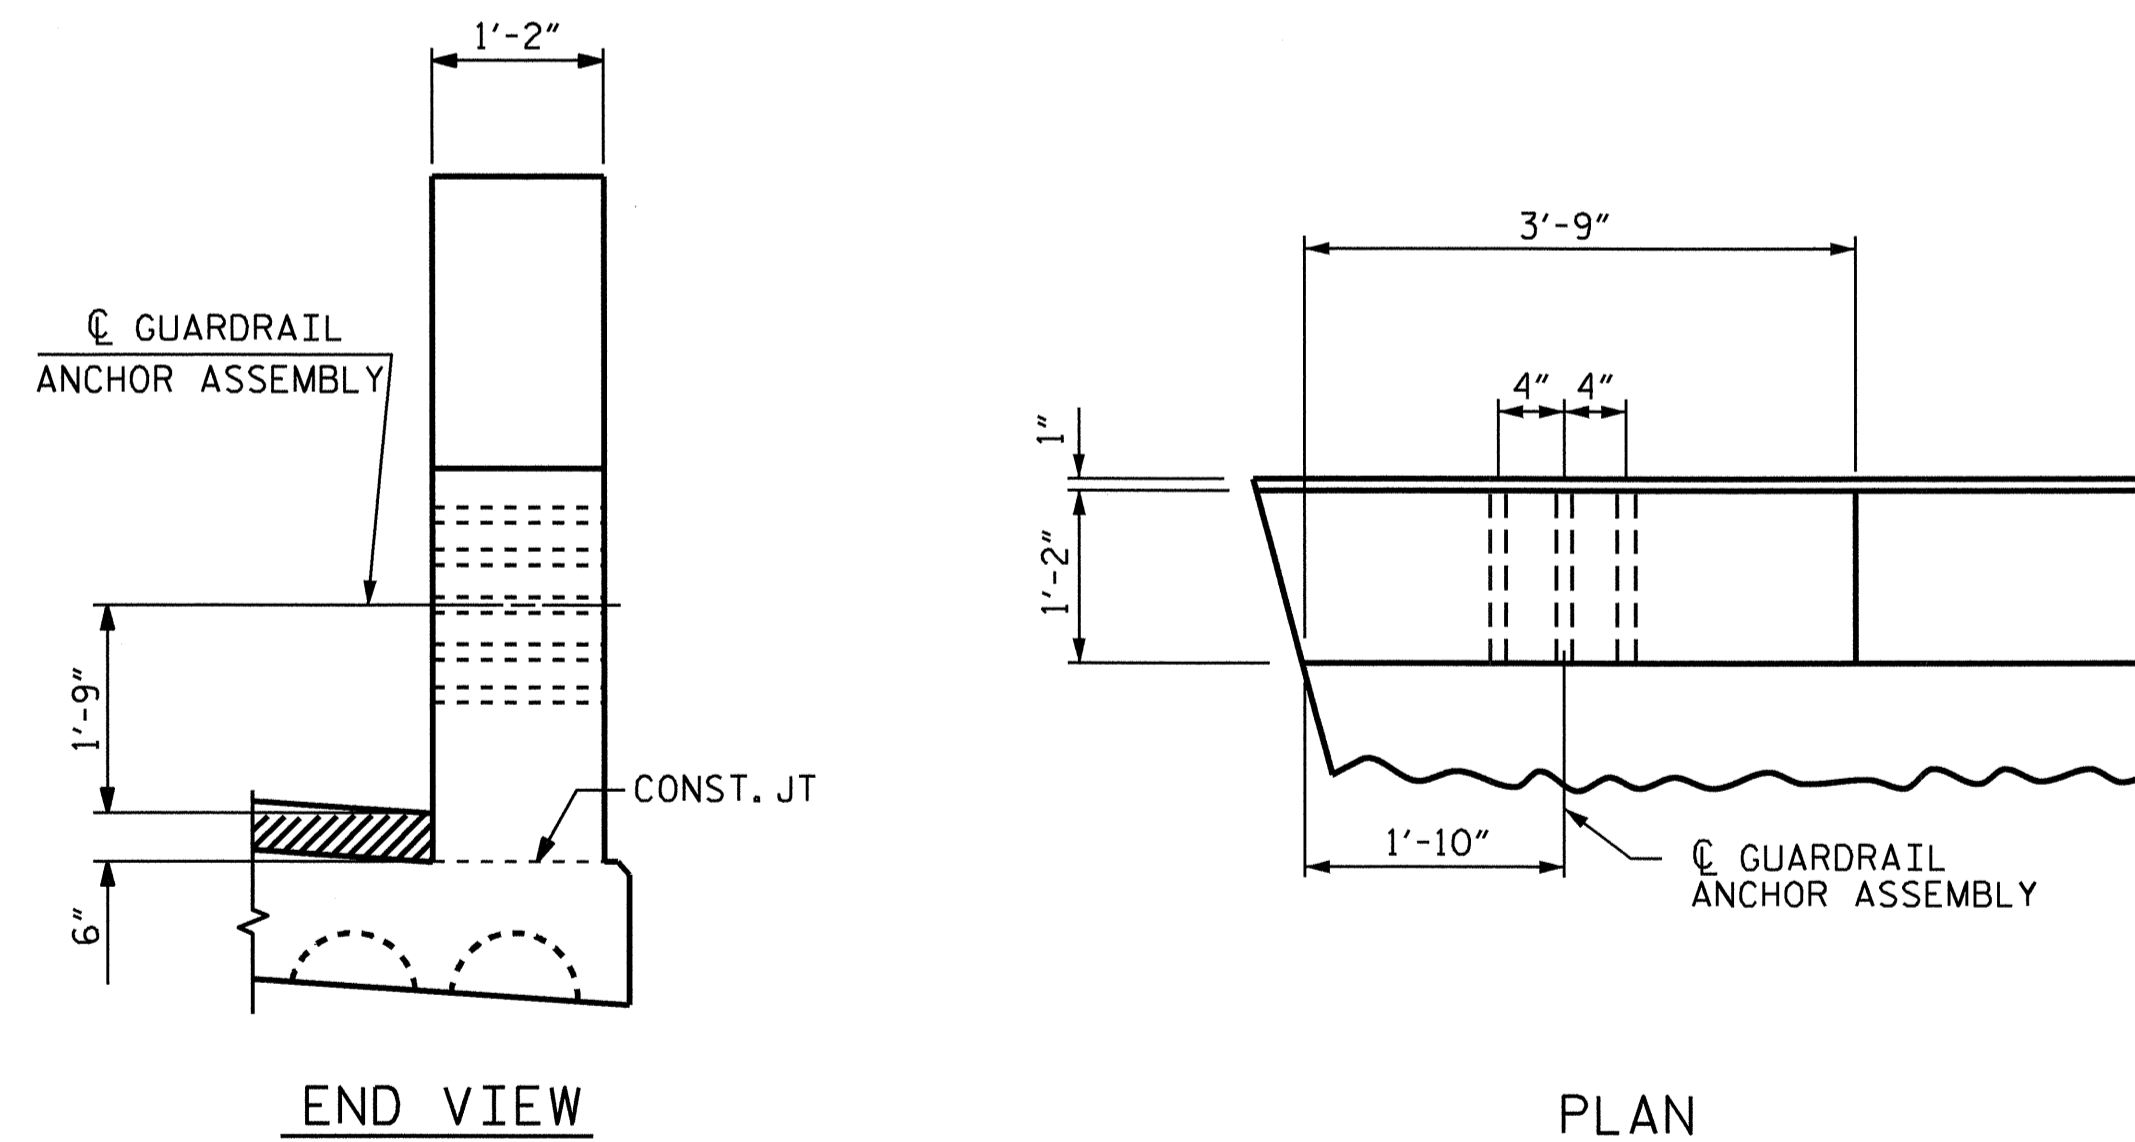 1'-2"
℄ GUARDRAIL
ANCHOR ASSEMBLY
1'-9"
6"
CONST. JT
END VIEW
3'-9"
4" 4"
1"
1'-2"
1'-10"
℄ GUARDRAIL
ANCHOR ASSEMBLY
PLAN